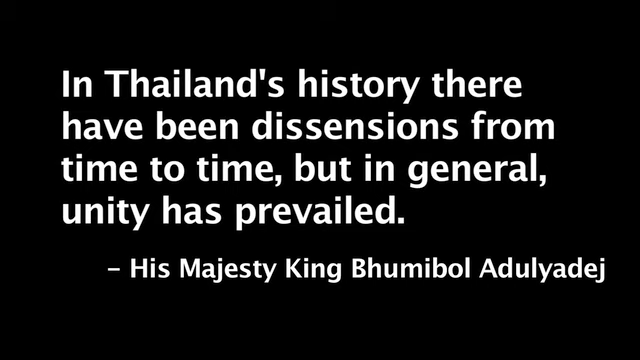 In Thailand's history there
have been dissensions from
time to time, but in general,
unity has prevailed.
– His Majesty King Bhumibol Adulyadej